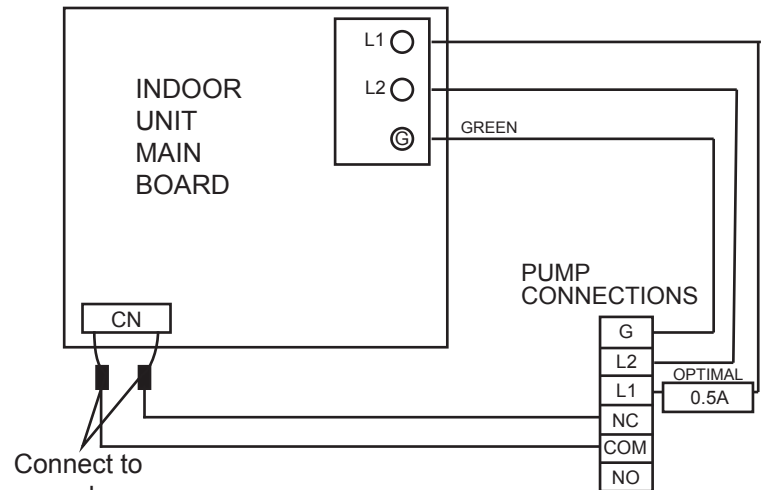 L1
L2
G
INDOOR
UNIT
MAIN
BOARD
GREEN
CN
PUMP
CONNECTIONS
G
L2
L1
NC
COM
NO
OPTIMAL
0.5A
Connect to